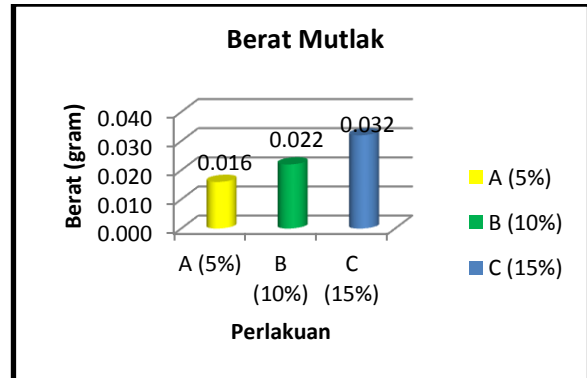 Berat Mutlak
Berat (gram)
0.040
0.030
0.020
0.010
0.000
0.016
0.022
0.032
A (5%)
B
(10%)
C
(15%)
Perlakuan
A (5%)
B (10%)
C (15%)